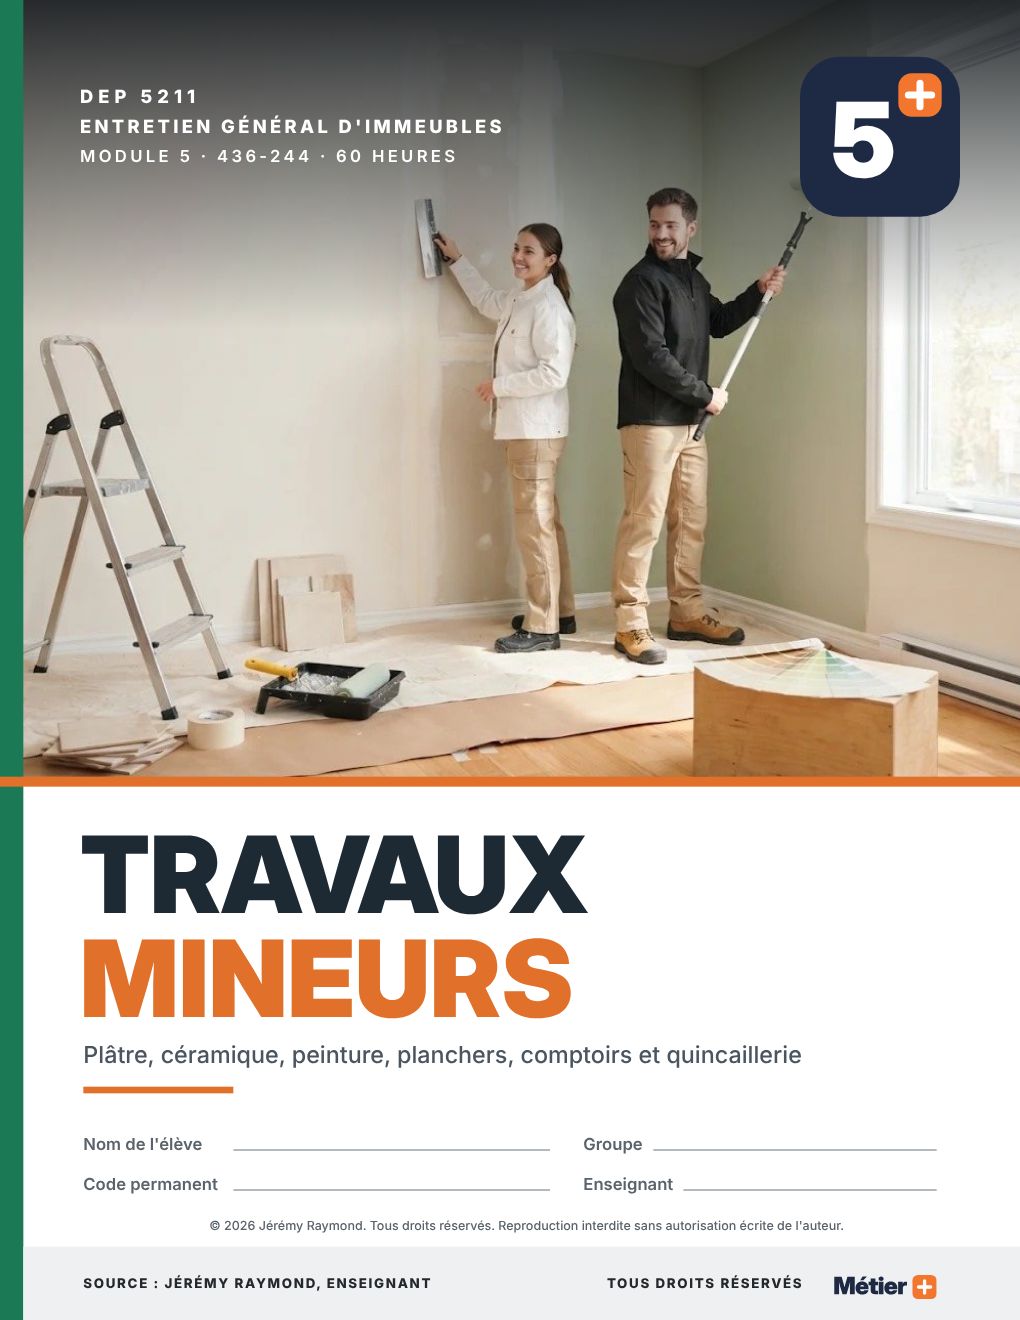 DEP 5211
ENTRETIEN GÉNÉRAL D'IMMEUBLES
MODULE 5 · 436-244 · 60 HEURES
5+
TRAVAUX
MINEURS
Plâtre, céramique, peinture, planchers, comptoirs et quincaillerie
Nom de l'élève
Groupe
Code permanent
Enseignant
© 2026 Jérémy Raymond. Tous droits réservés. Reproduction interdite sans autorisation écrite de l'auteur.
SOURCE : JÉRÉMY RAYMOND, ENSEIGNANT
TOUS DROITS RÉSERVÉS
Métier+